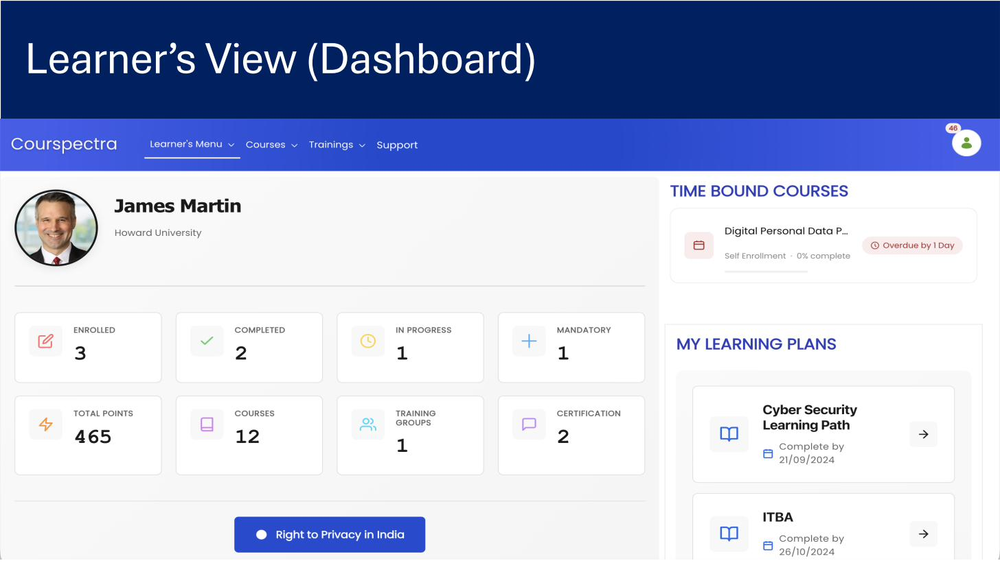 Learner’s View (Dashboard)
Courspectra
Learner's Menu
Courses
Trainings
Support
46
James Martin
Howard University
ENROLLED
3
COMPLETED
2
IN PROGRESS
1
MANDATORY
1
TOTAL POINTS
465
COURSES
12
TRAINING
GROUPS
1
CERTIFICATION
2
Right to Privacy in India
TIME BOUND COURSES
Digital Personal Data P...
Self Enrollment · 0% complete
Overdue by 1 Day
MY LEARNING PLANS
Cyber Security
Learning Path
Complete by
21/09/2024
ITBA
Complete by
26/10/2024